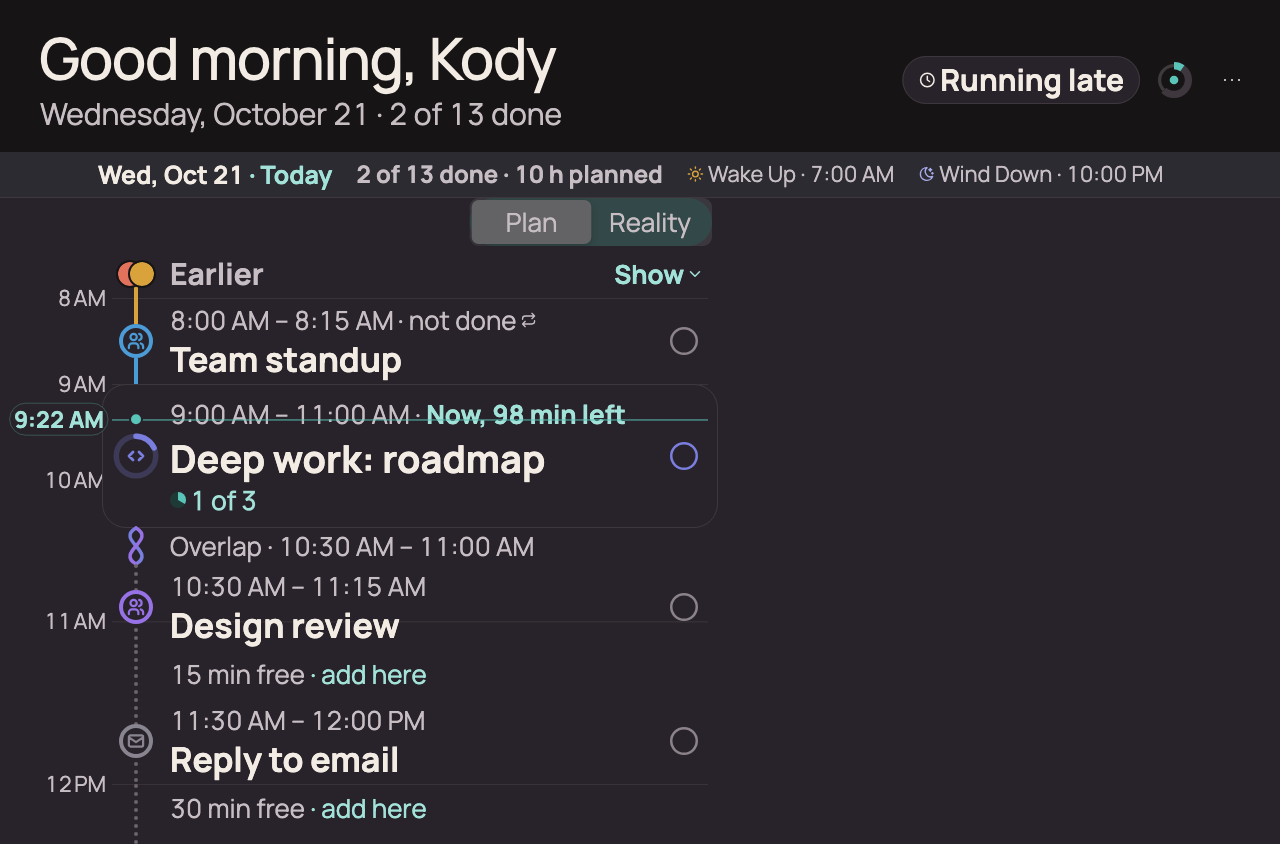 Good morning, Kody
Wednesday, October 21 · 2 of 13 done
Running late
Wed, Oct 21 · Today 2 of 13 done · 10 h planned Wake Up · 7:00 AM Wind Down · 10:00 PM
Plan Reality
Earlier Show
8 AM
8:00 AM – 8:15 AM · not done
Team standup
9 AM
9:22 AM 9:00 AM – 11:00 AM · Now, 98 min left
Deep work: roadmap
10 AM
1 of 3
Overlap · 10:30 AM – 11:00 AM
10:30 AM – 11:15 AM
11 AM Design review
15 min free · add here
11:30 AM – 12:00 PM
Reply to email
12 PM
30 min free · add here